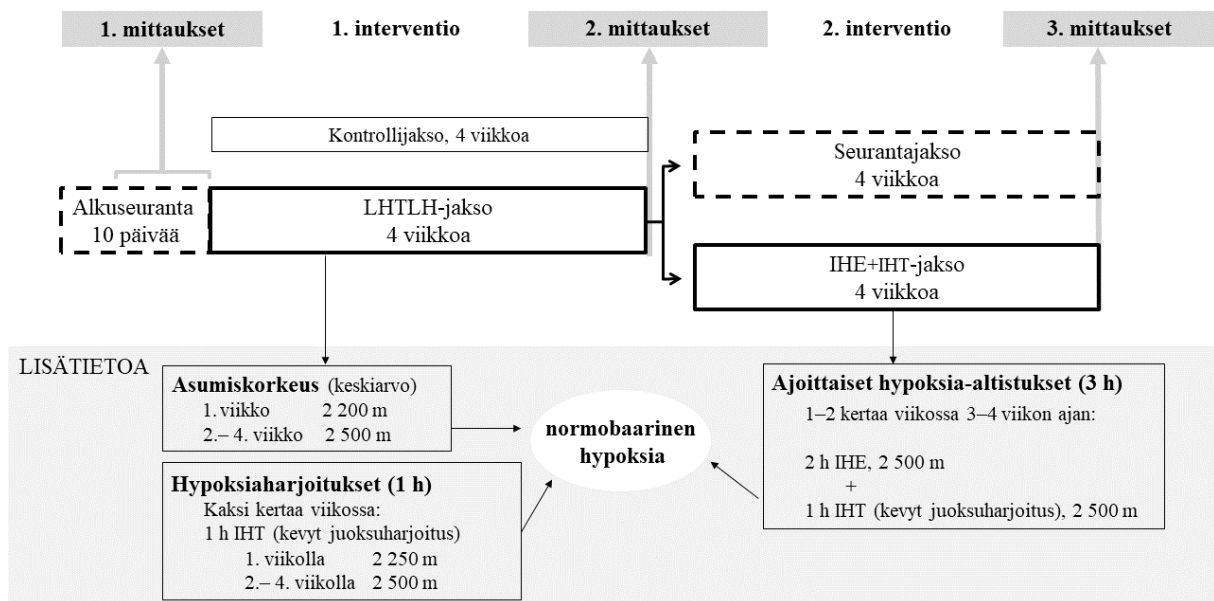 1. mittaukset
1. interventio
2. mittaukset
2. interventio
3. mittaukset
Kontrollijakso, 4 viikkoa
Alkuseuranta
10 päivää
LHTLH-jakso
4 viikkoa
Seurantajakso
4 viikkoa
IHE+IHT-jakso
4 viikkoa
LISÄTIETOA
Asumiskorkeus (keskiarvo)
1. viikko 2 200 m
2.– 4. viikko 2 500 m
Hypoksiaharjoitukset (1 h)
Kaksi kertaa viikossa:
1 h IHT (kevyt juoksuharjoitus)
1. viikolla 2 250 m
2.– 4. viikolla 2 500 m
normobaarinen
hypoksia
Ajoittaiset hypoksia-altistukset (3 h)
1–2 kertaa viikossa 3–4 viikon ajan:
2 h IHE, 2 500 m
+
1 h IHT (kevyt juoksuharjoitus), 2 500 m